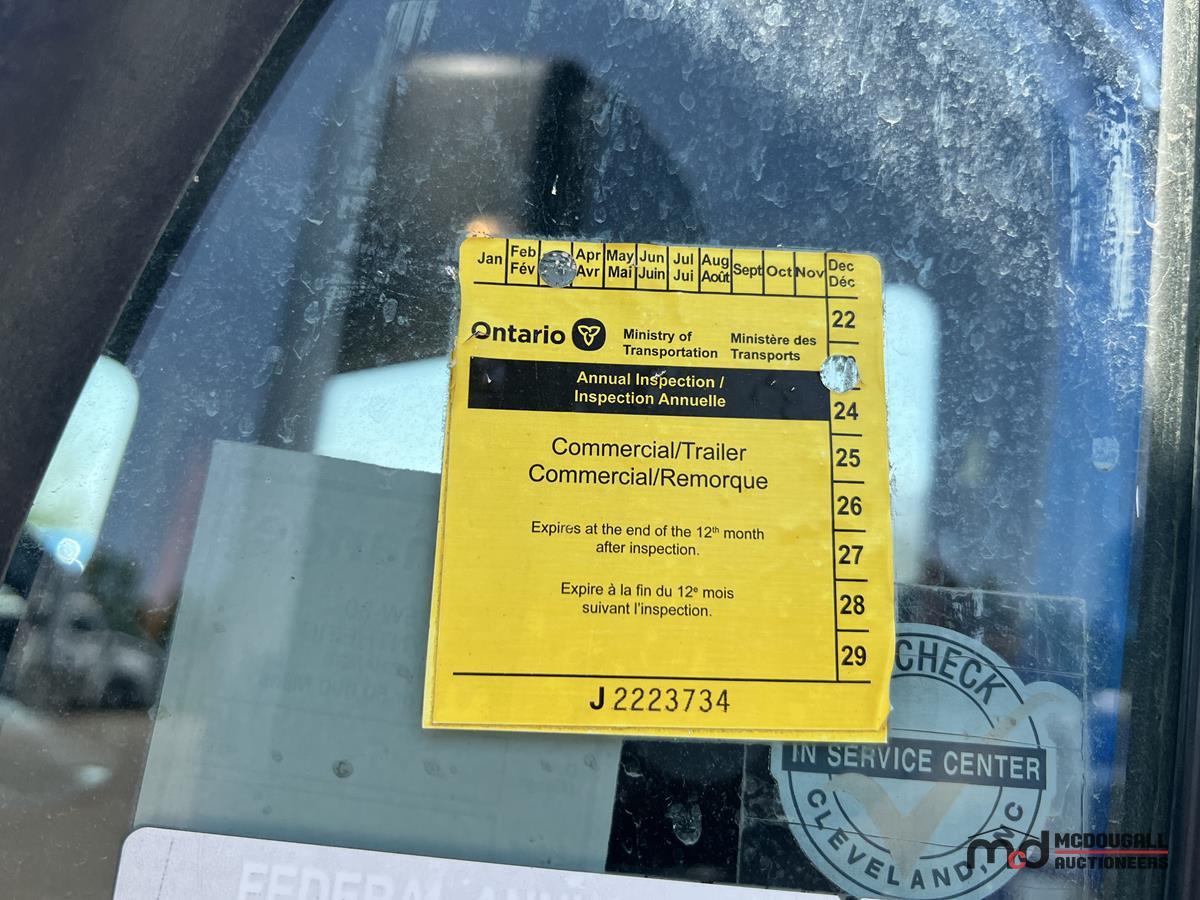 Jan Feb Apr May Jun Jul Aug Sept Oct Nov Dec
Fév Avr Mai Juin Jui Août Déc
22
Ontario Ministry of Ministère des
Transportation Transports
Annual Inspection /
Inspection Annuelle
24
Commercial/Trailer
25
Commercial/Remorque
26
Expires at the end of the 12th month
after inspection.
27
Expire à la fin du 12e mois
suivant l'inspection.
28
29
J 2223734
CHECK
IN SERVICE CENTER
CLEVELAND, NC
FEDERAL
mcd MCDOUGALL
AUCTIONEERS